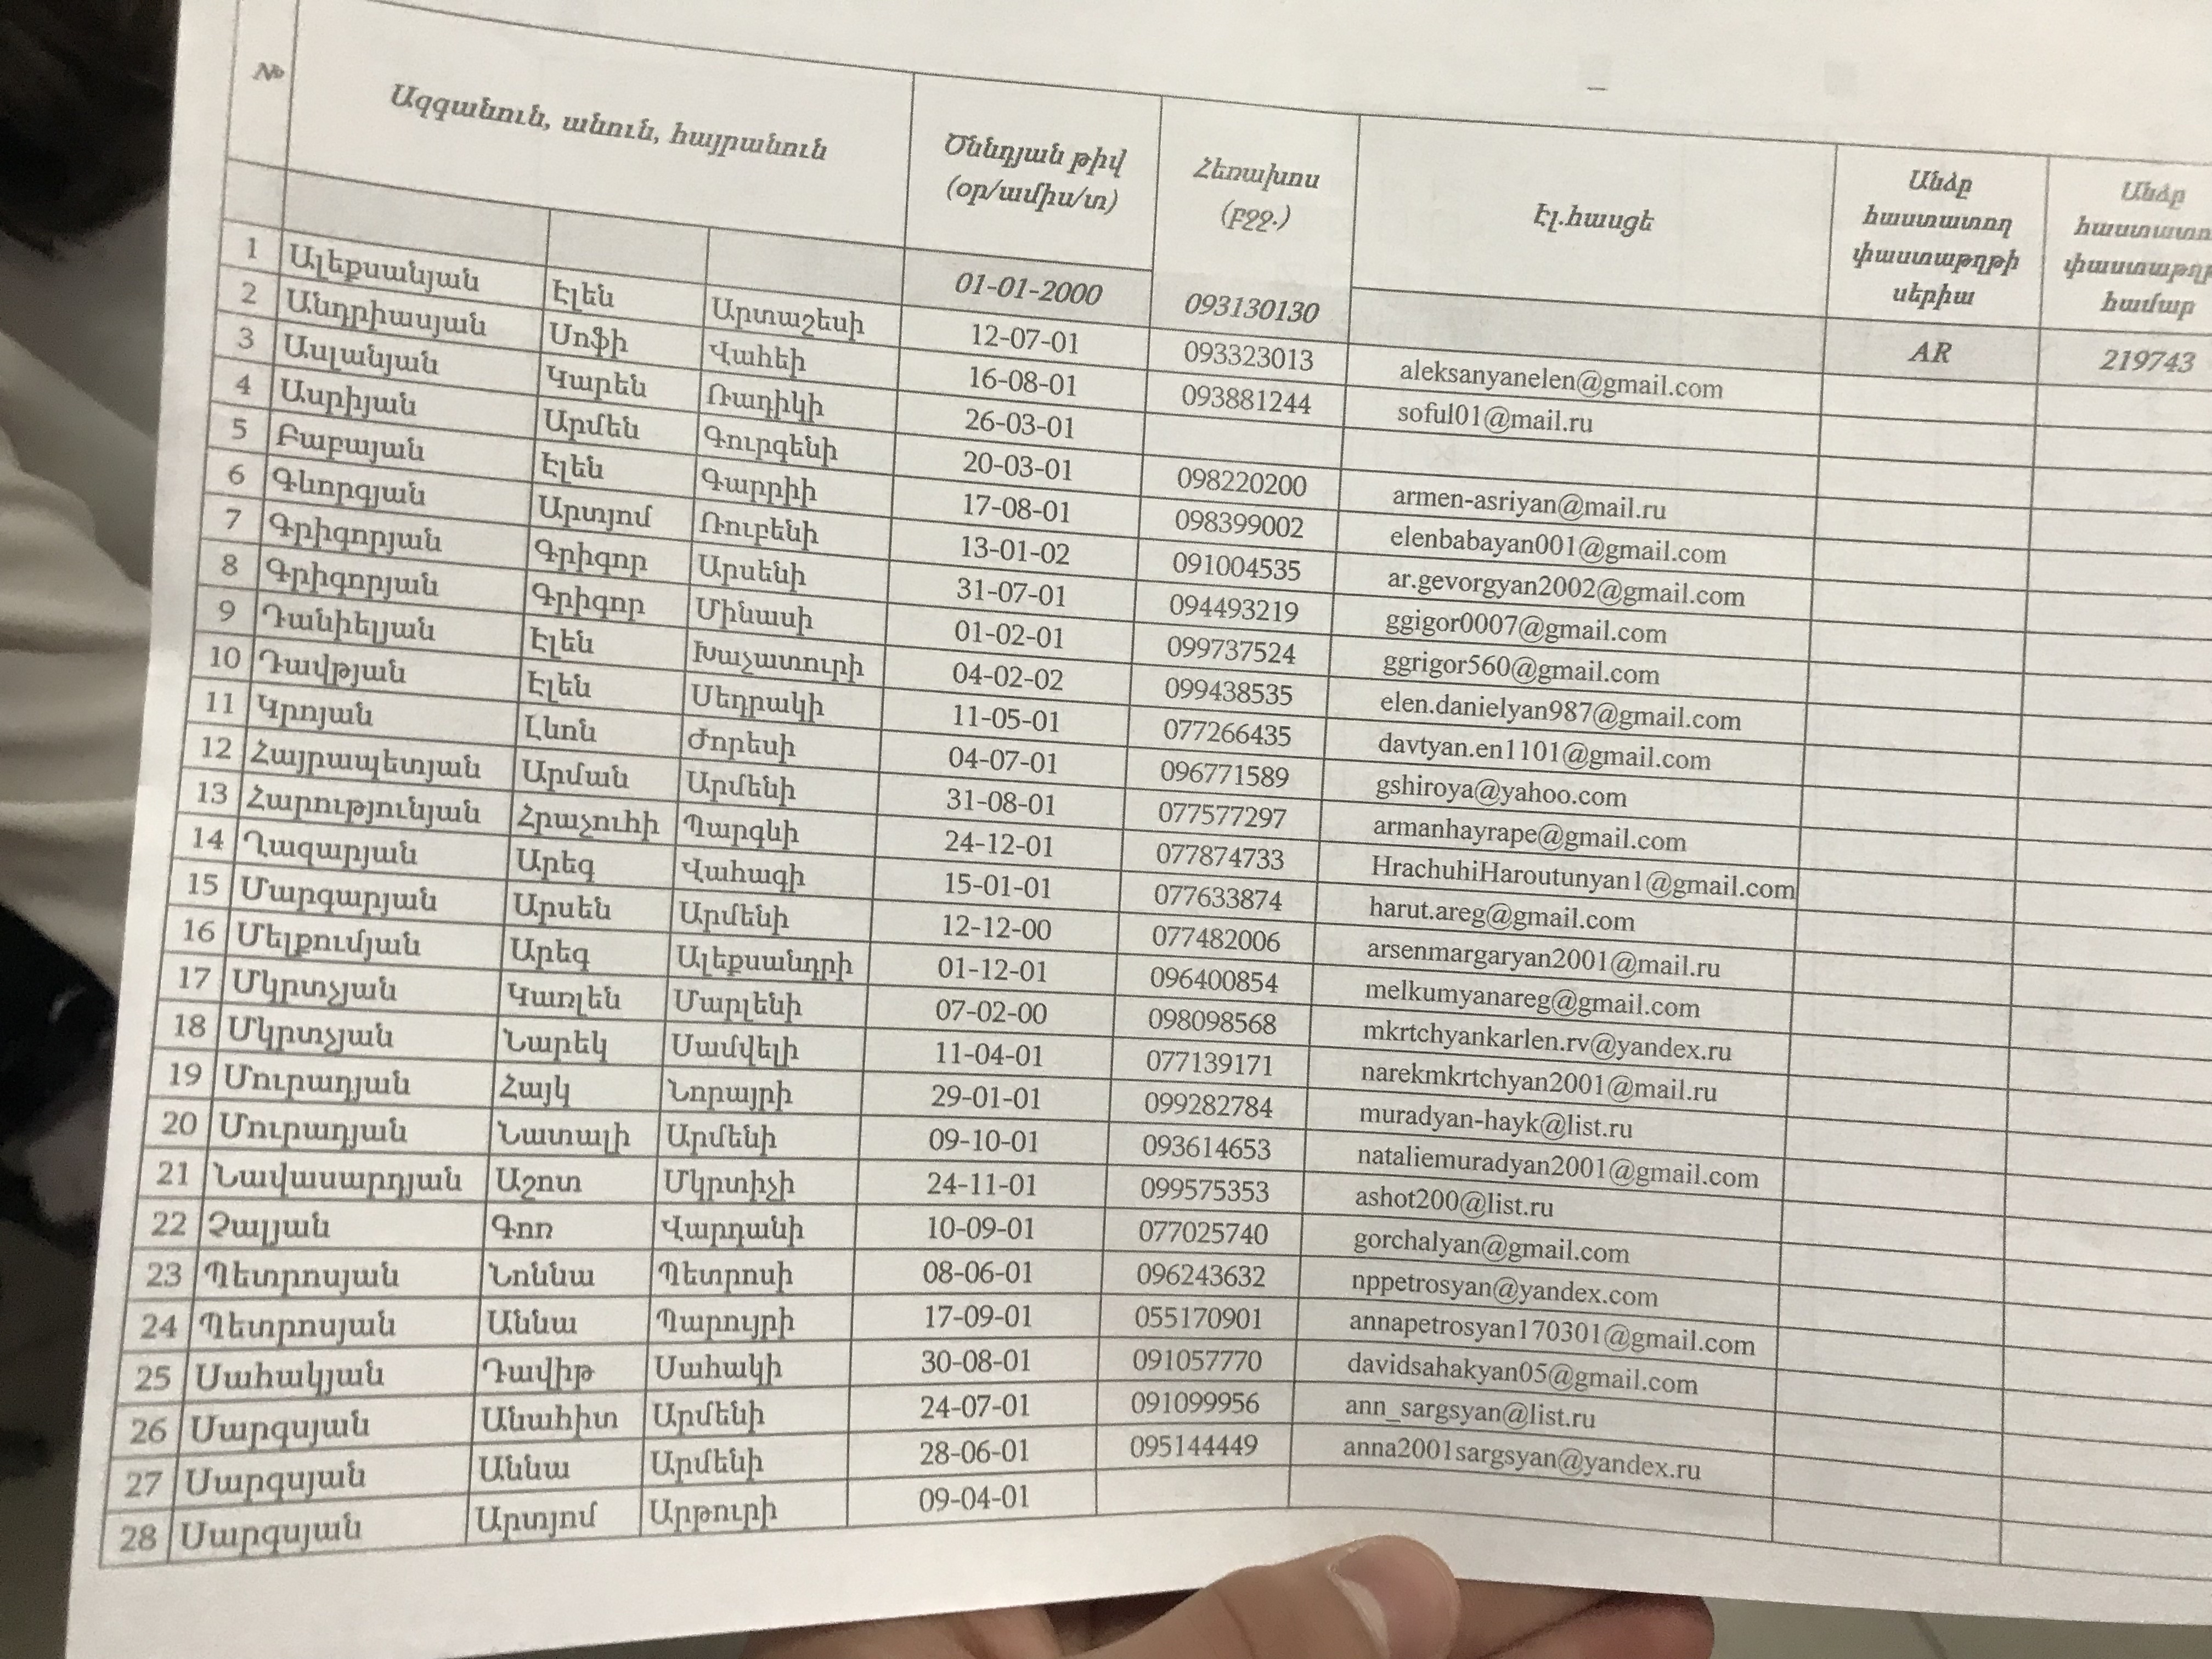 № Ազգանուն, անուն, հայրանուն
Ծննդյան թիվ
(օր/ամիս/տ)
Հեռախոս
(բջջ.)
Էլ.հասցե
Անձը
հաստատող
փաստաթղթի
սերիա
Անձը
համար
01-01-2000 093130130 AR 219743
1 Ալեքսանյան Էլեն Արտաշեսի 12-07-01 093323013 aleksanyanelen@gmail.com
2 Անդրիասյան Սոֆի Վահեի 16-08-01 093881244 soful01@mail.ru
3 Ասլանյան Կարեն Ռադիկի 26-03-01
4 Ասրիյան Արմեն Գուրգենի 20-03-01 098220200 armen-asriyan@mail.ru
5 Բաբայան Էլեն Գարրիի 17-08-01 098399002 elenbabayan001@gmail.com
6 Գևորգյան Արտյոմ Ռուբենի 13-01-02 091004535 ar.gevorgyan2002@gmail.com
7 Գրիգորյան Գրիգոր Արսենի 31-07-01 094493219 ggigor0007@gmail.com
8 Գրիգորյան Գրիգոր Մինասի 01-02-01 099737524 ggrigor560@gmail.com
9 Դանիելյան Էլեն Խաչատուրի 04-02-02 099438535 elen.danielyan987@gmail.com
10 Դավթյան Էլեն Սեդրակի 11-05-01 077266435 davtyan.en1101@gmail.com
11 Կրոյան Լևոն Ժորեսի 04-07-01 096771589 gshiroya@yahoo.com
12 Հայրապետյան Արման Արմենի 31-08-01 077577297 armanhayrape@gmail.com
13 Հարությունյան Հրաչուհի Պարգևի 24-12-01 077874733 HrachuhiHaroutunyan1@gmail.com
14 Ղազարյան Արեգ Վահագի 15-01-01 077633874 harut.areg@gmail.com
15 Մարգարյան Արսեն Արմենի 12-12-00 077482006 arsenmargaryan2001@mail.ru
16 Մելքումյան Արեգ Ալեքսանդրի 01-12-01 096400854 melkumyanareg@gmail.com
17 Մկրտչյան Կառլեն Մարլենի 07-02-00 098098568 mkrtchyankarlen.rv@yandex.ru
18 Մկրտչյան Նարեկ Սամվելի 11-04-01 077139171 narekmkrtchyan2001@mail.ru
19 Մուրադյան Հայկ Նորայրի 29-01-01 099282784 muradyan-hayk@list.ru
20 Մուրադյան Նատալի Արմենի 09-10-01 093614653 nataliemuradyan2001@gmail.com
21 Նավասարդյան Աշոտ Մկրտիչի 24-11-01 099575353 ashot200@list.ru
22 Չալյան Գոռ Վարդանի 10-09-01 077025740 gorchalyan@gmail.com
23 Պետրոսյան Նոննա Պետրոսի 08-06-01 096243632 nppetrosyan@yandex.com
24 Պետրոսյան Աննա Պարույրի 17-09-01 055170901 annapetrosyan170301@gmail.com
25 Սահակյան Դավիթ Սահակի 30-08-01 091057770 davidsahakyan05@gmail.com
26 Սարգսյան Անահիտ Արմենի 24-07-01 091099956 ann_sargsyan@list.ru
27 Սարգսյան Աննա Արմենի 28-06-01 095144449 anna2001sargsyan@yandex.ru
28 Սարգսյան Արտյոմ Արթուրի 09-04-01